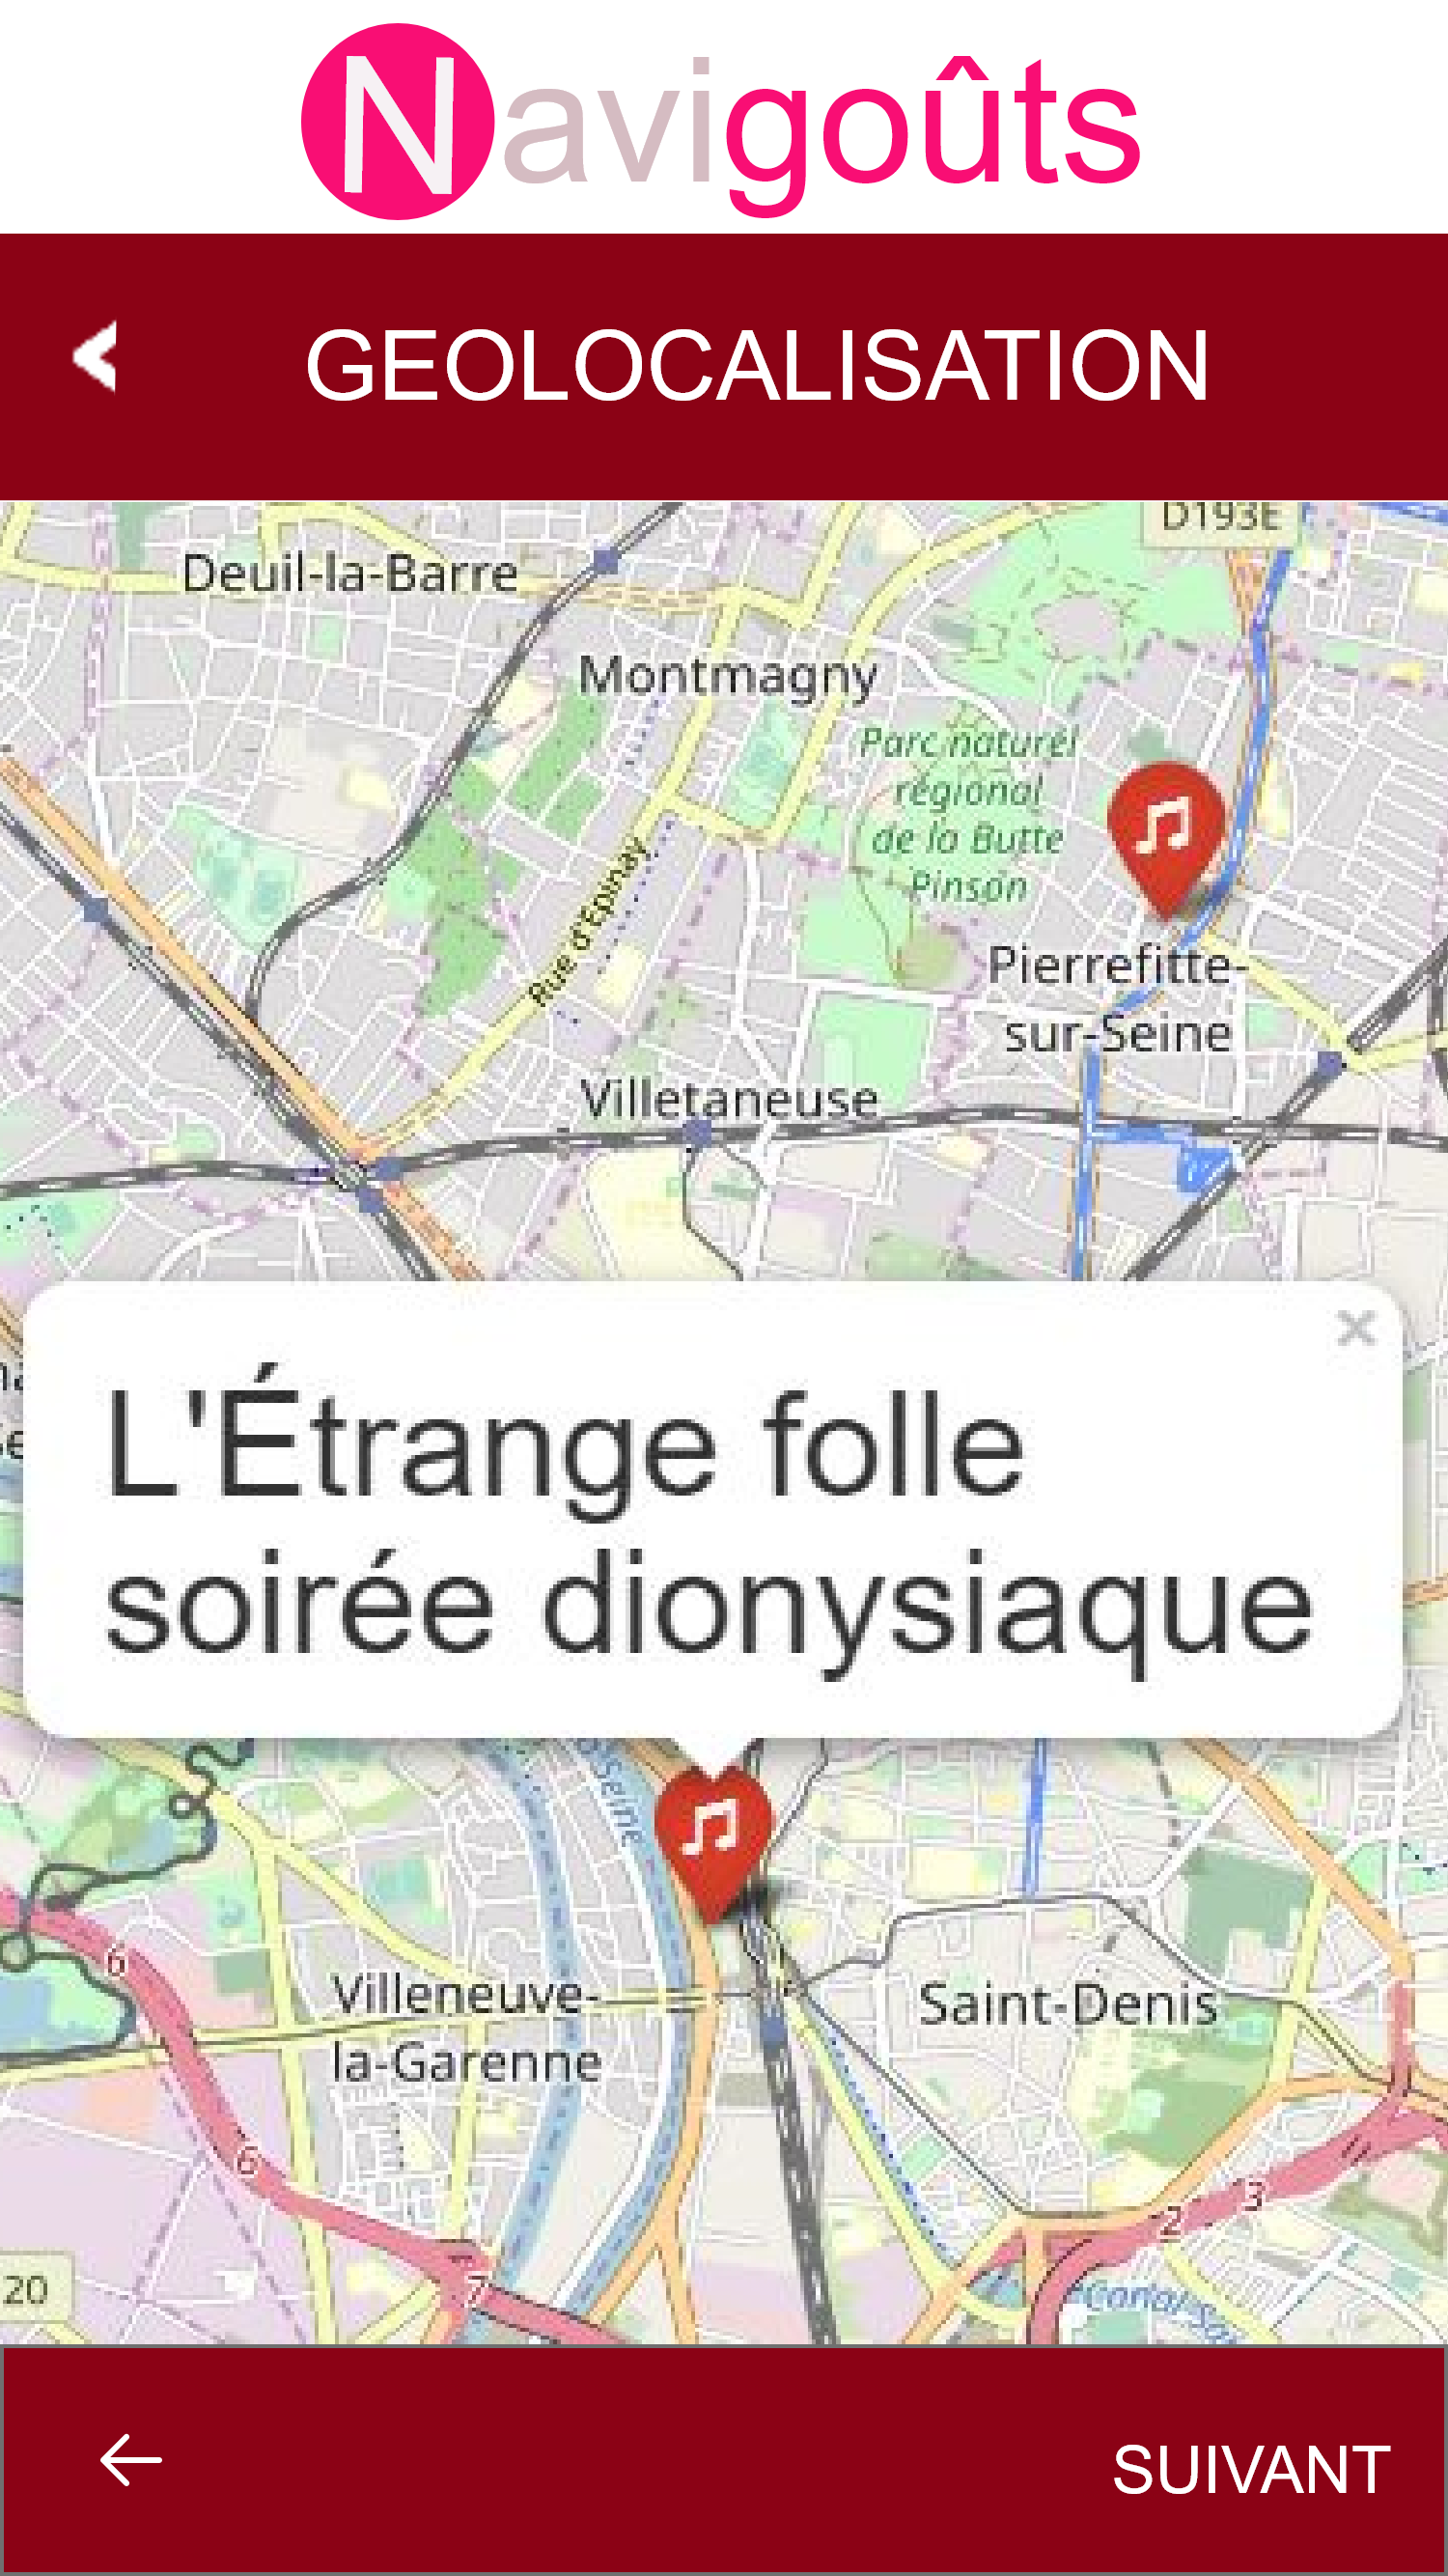 Navigoûts
GEOLOCALISATION
D193E
Deuil-la-Barre
Montmagny
Parc naturel
régional
de la Butte
Pinson
Rue d'Epinay
Pierrefitte-
sur-Seine
Villetaneuse
×
L'Étrange folle
soirée dionysiaque
Seine
6
Villeneuve-
la-Garenne
Saint-Denis
6
3
2
7
20
Canal
SUIVANT